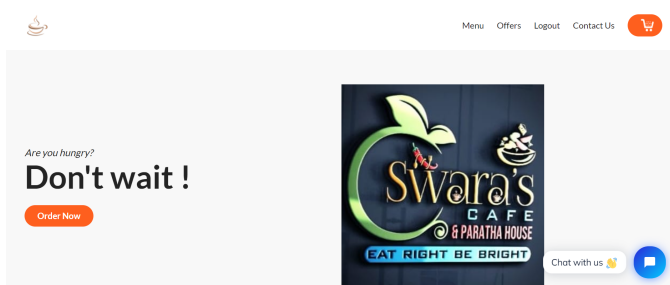 Menu Offers Logout Contact Us
Are you hungry?
Don't wait !
Order Now
Swara's
CAFE
& PARATHA HOUSE
EAT RIGHT BE BRIGHT
Chat with us 👋